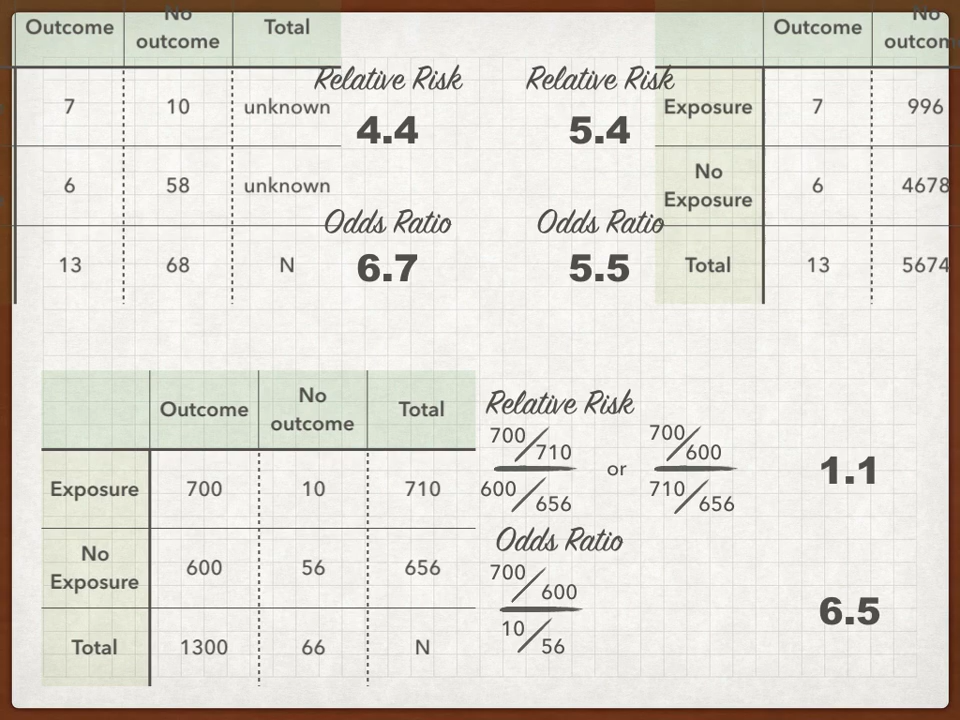 Outcome No outcome Total
7 10 unknown
6 58 unknown
13 68 N
Relative Risk
4.4
Odds Ratio
6.7
Relative Risk
5.4
Odds Ratio
5.5
Outcome No
Exposure 7 996
No Exposure 6 4678
Total 13 5674
Outcome No outcome Total
Exposure 700 10 710
No Exposure 600 56 656
Total 1300 66 N
Relative Risk
700/710 or 700/600
600/656 710/656
1.1
Odds Ratio
700/600
10/56
6.5